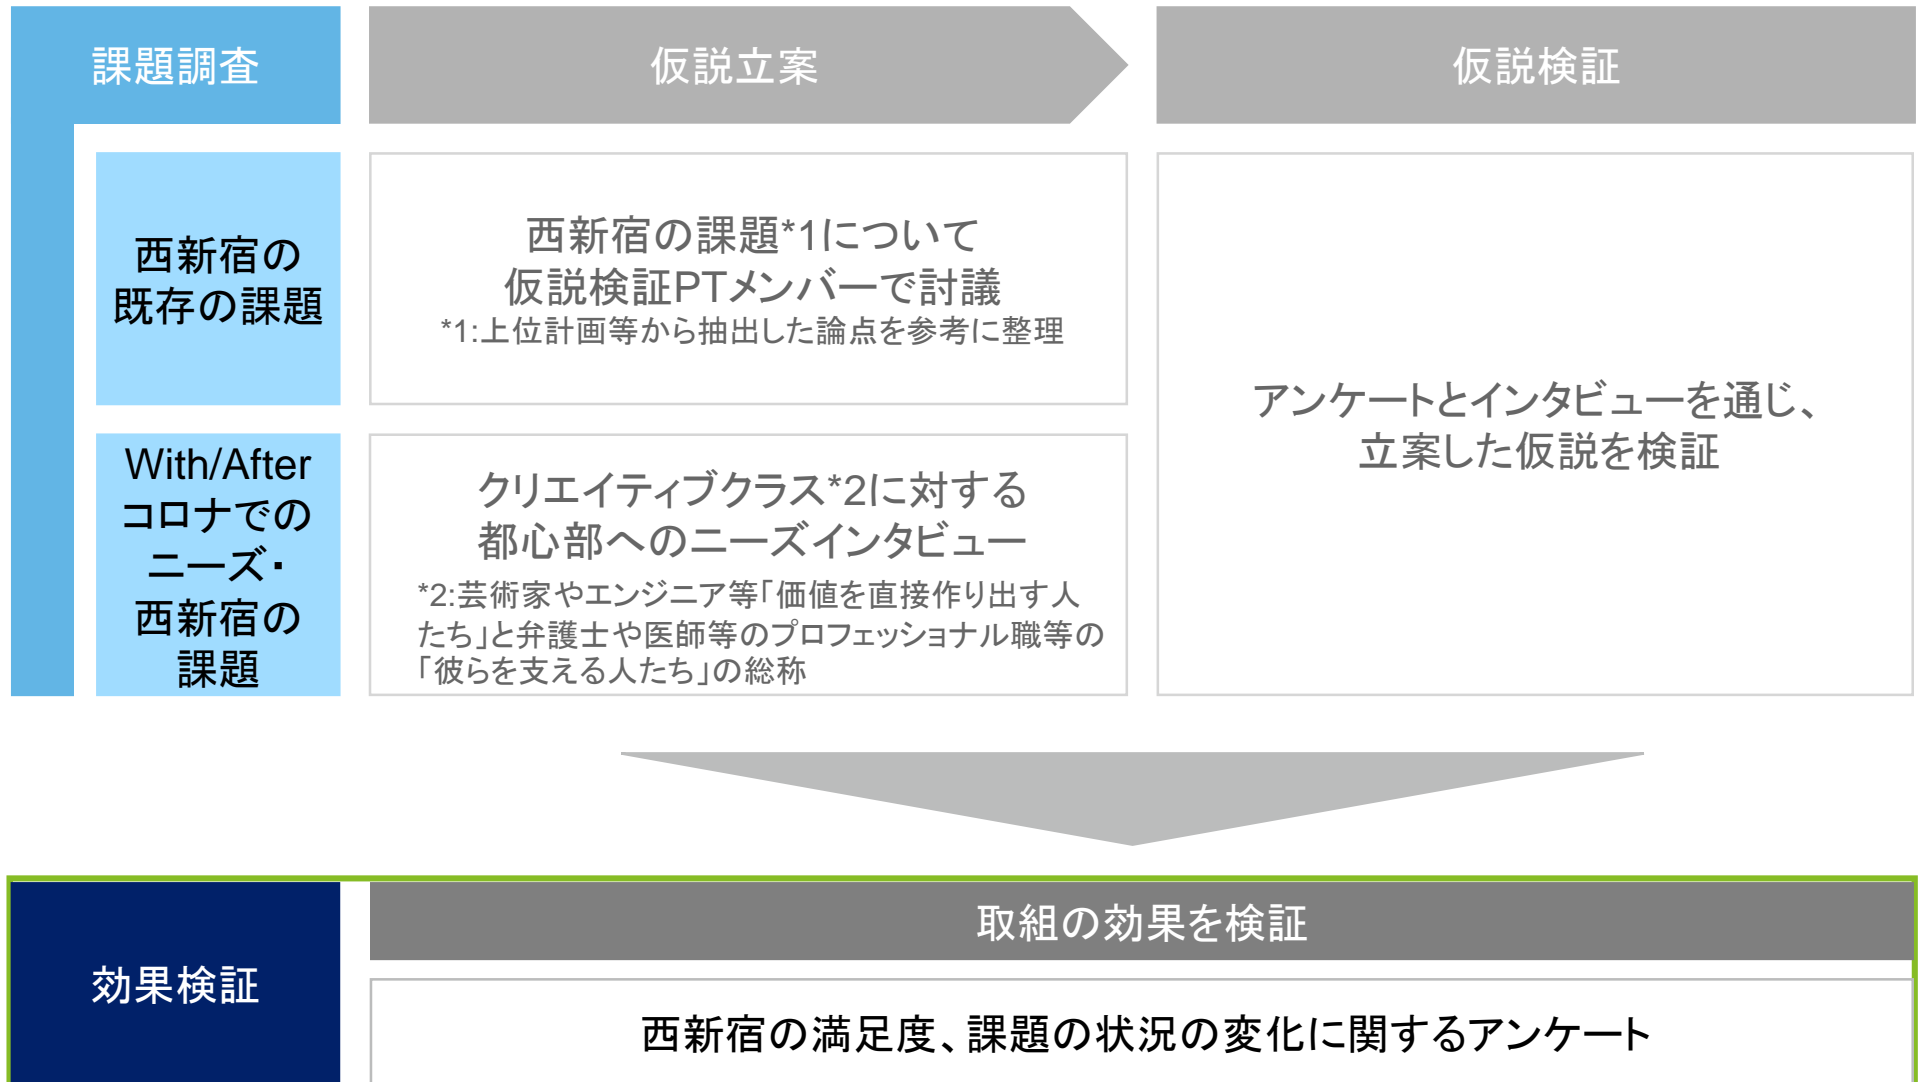 課題調査
仮説立案
仮説検証
西新宿の
既存の課題
西新宿の課題*1について
仮説検証PTメンバーで討議
*1:上位計画等から抽出した論点を参考に整理
アンケートとインタビューを通じ、
立案した仮説を検証
With/After
コロナでの
ニーズ・
西新宿の
課題
クリエイティブクラス*2に対する
都心部へのニーズインタビュー
*2:芸術家やエンジニア等「価値を直接作り出す人
たち」と弁護士や医師等のプロフェッショナル職等の
「彼らを支える人たち」の総称
効果検証
取組の効果を検証
西新宿の満足度、課題の状況の変化に関するアンケート